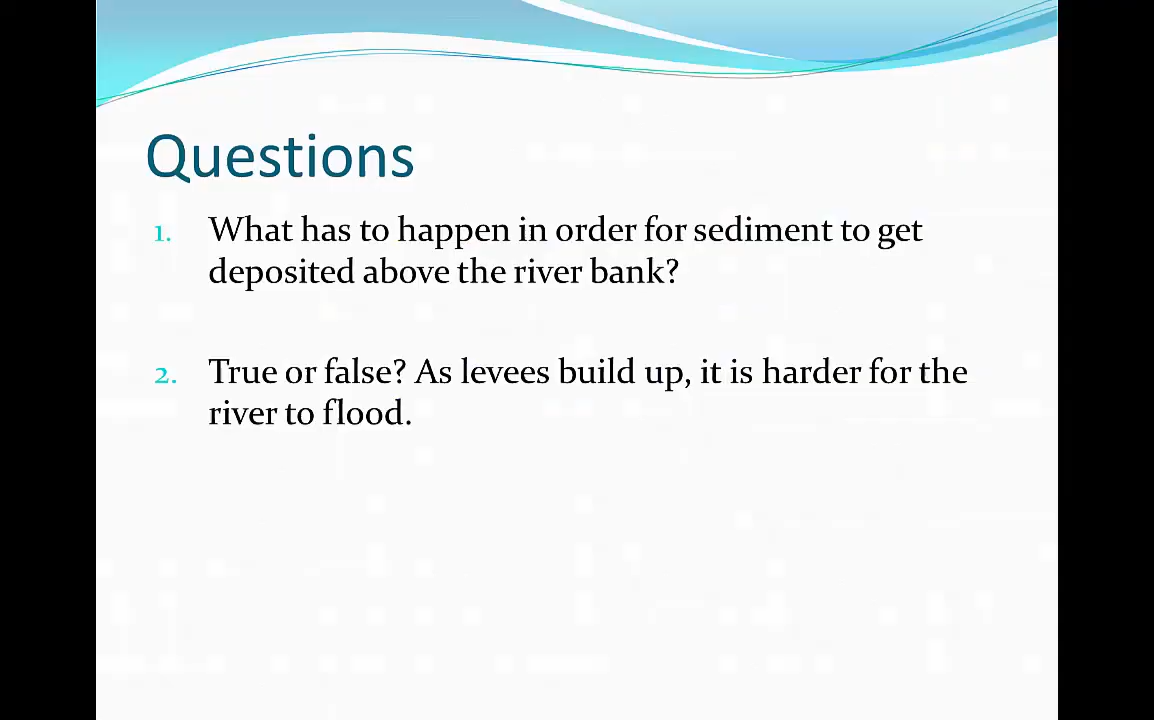 Questions
1. What has to happen in order for sediment to get
deposited above the river bank?
2. True or false? As levees build up, it is harder for the
river to flood.